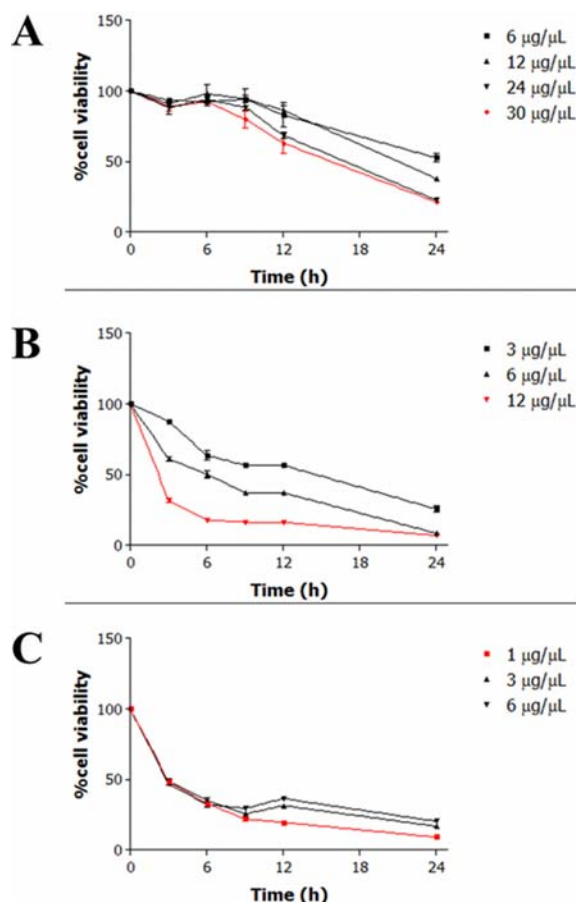 A
150
100
50
0
%cell viability
0 6 12 18 24
Time (h)
6 µg/µL
12 µg/µL
24 µg/µL
30 µg/µL
B
150
100
50
0
%cell viability
0 6 12 18 24
Time (h)
3 µg/µL
6 µg/µL
12 µg/µL
C
150
100
50
0
%cell viability
0 6 12 18 24
Time (h)
1 µg/µL
3 µg/µL
6 µg/µL